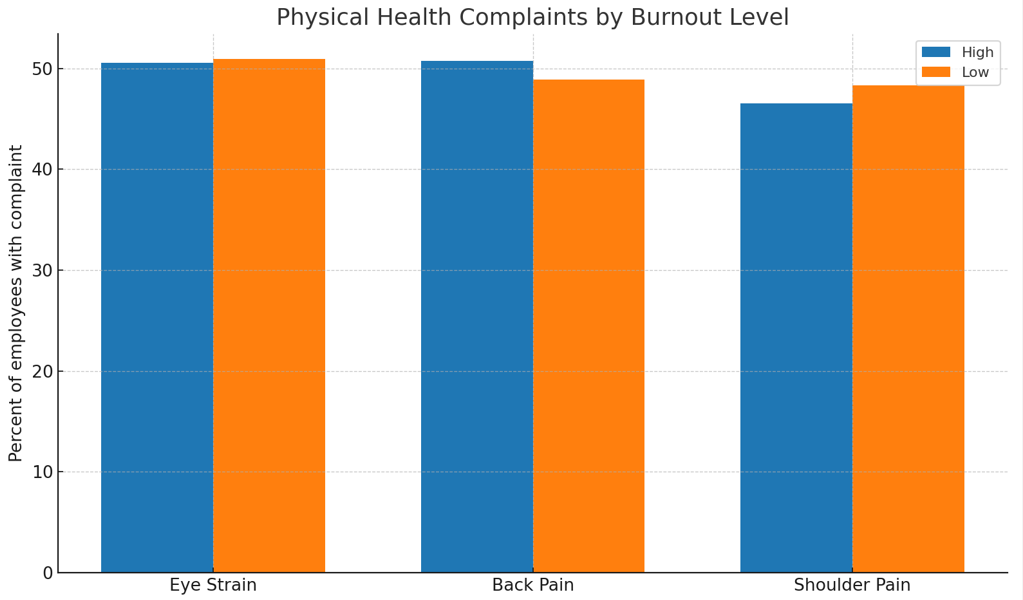 Physical Health Complaints by Burnout Level
High
Low
Percent of employees with complaint
50
40
30
20
10
0
Eye Strain
Back Pain
Shoulder Pain